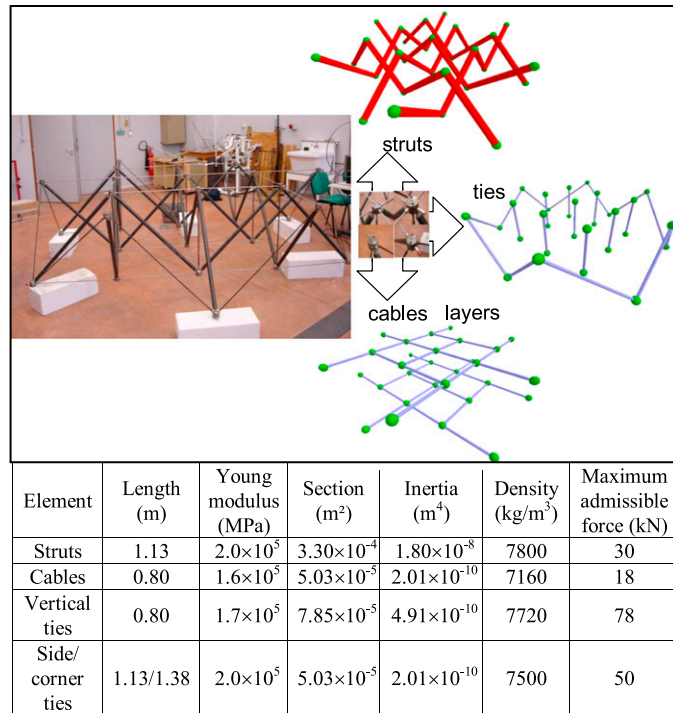 struts
ties
cables layers
Element Length (m) Young modulus (MPa) Section (m²) Inertia (m⁴) Density (kg/m³) Maximum admissible force (kN)
Struts 1.13 2.0×10⁵ 3.30×10⁻⁴ 1.80×10⁻⁸ 7800 30
Cables 0.80 1.6×10⁵ 5.03×10⁻⁵ 2.01×10⁻¹⁰ 7160 18
Vertical ties 0.80 1.7×10⁵ 7.85×10⁻⁵ 4.91×10⁻¹⁰ 7720 78
Side/ corner ties 1.13/1.38 2.0×10⁵ 5.03×10⁻⁵ 2.01×10⁻¹⁰ 7500 50